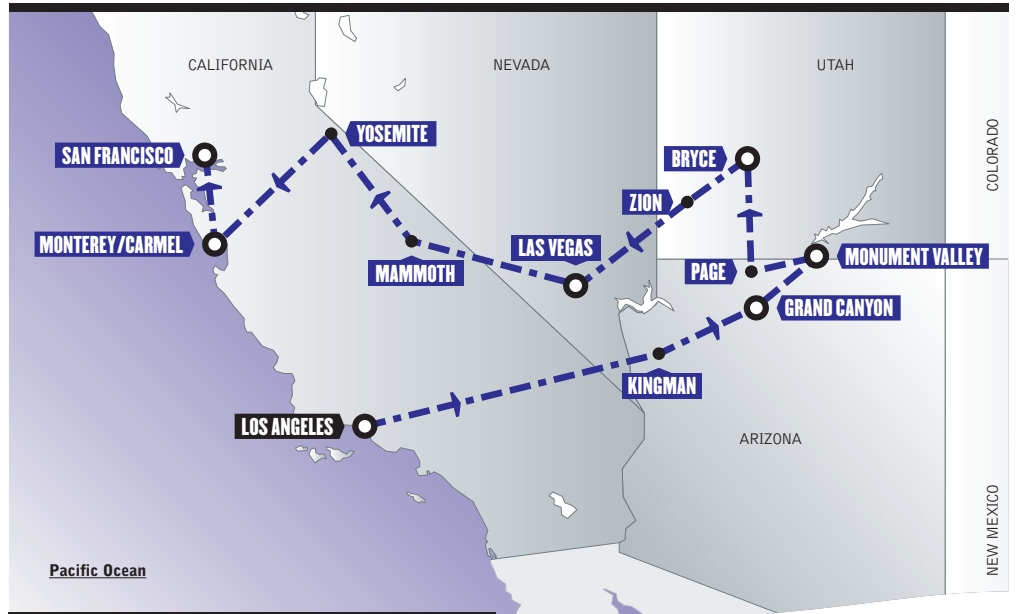 CALIFORNIA
NEVADA
UTAH
COLORADO
YOSEMITE
SAN FRANCISCO
BRYCE
ZION
MONTEREY/CARMEL
LAS VEGAS
MONUMENT VALLEY
MAMMOTH
PAGE
GRAND CANYON
KINGMAN
LOS ANGELES
ARIZONA
NEW MEXICO
Pacific Ocean